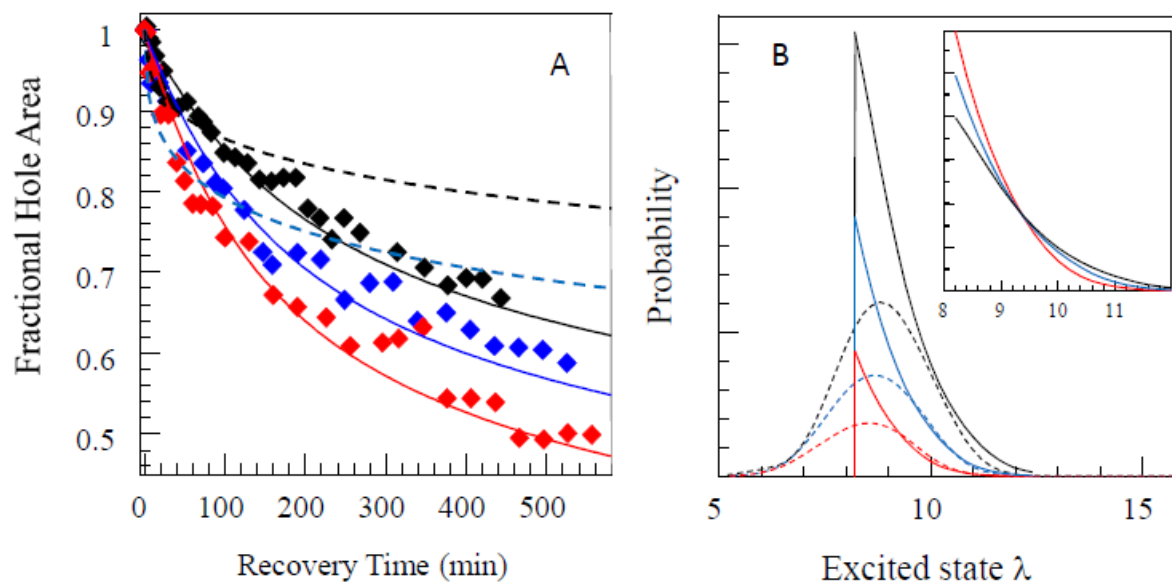 A
1
0.9
0.8
0.7
0.6
0.5
0 100 200 300 400 500
Fractional Hole Area
Recovery Time (min)
B
8 9 10 11
5 10 15
Probability
Excited state λ